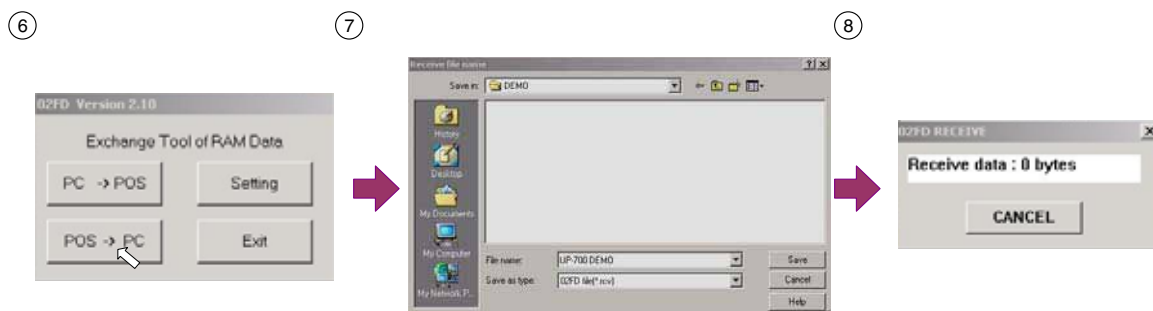 ⑥
⑦
⑧
02FD Version 2.10
Exchange Tool of RAM Data
PC -> POS
Setting
POS -> PC
Exit
Receive file name
Save in:
DEMO
History
Desktop
My Documents
My Computer
My Network P...
File name:
UP-700 DEMO
Save
Save as type:
02FD file(*.rcv)
Cancel
Help
02FD RECEIVE
Receive data : 0 bytes
CANCEL